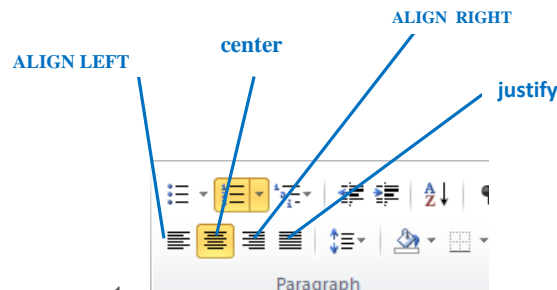 ALIGN RIGHT
center
ALIGN LEFT
justify
A
Z
Paragraph